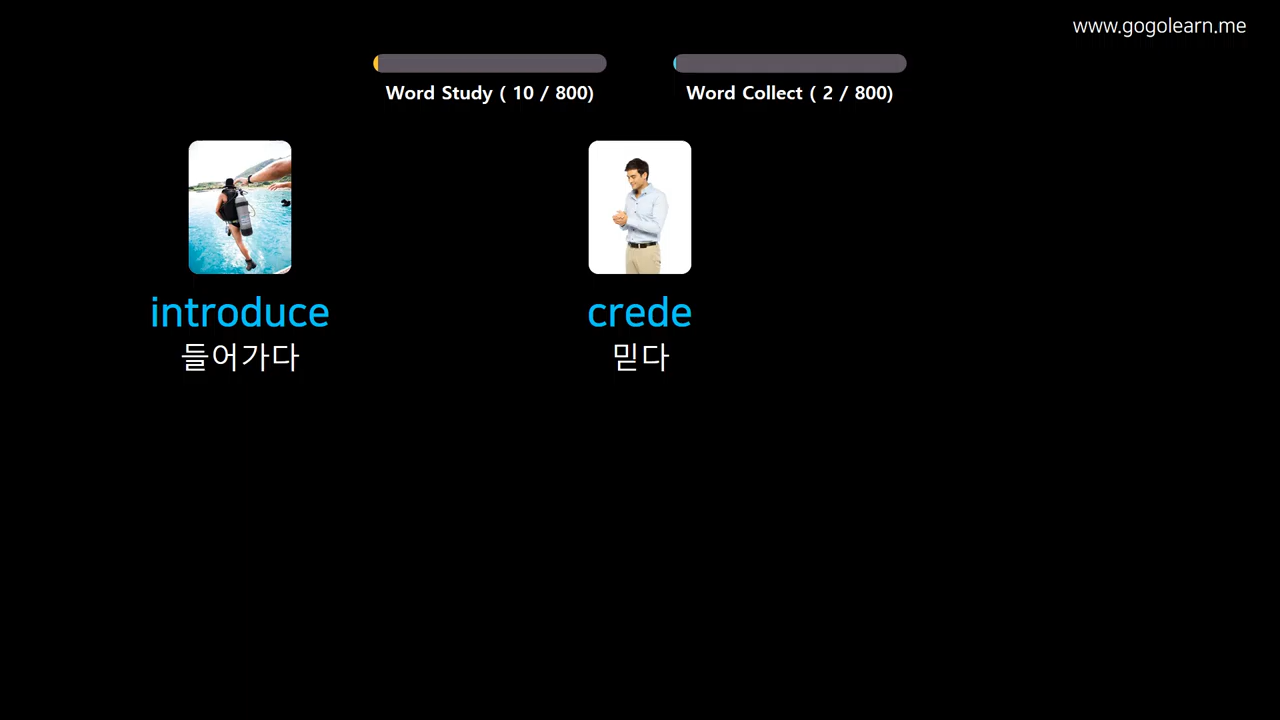 www.gogolearn.me
Word Study ( 10 / 800)
Word Collect ( 2 / 800)
introduce
들어가다
crede
믿다